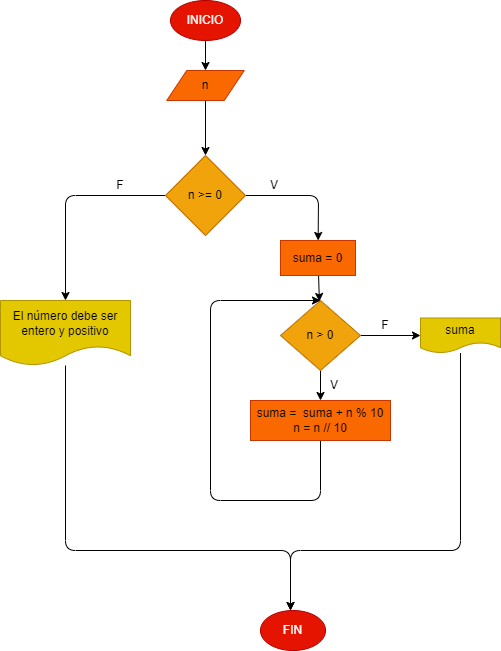 INICIO
n
n >= 0
F
V
suma = 0
El número debe ser
entero y positivo
n > 0
F
suma
V
suma =  suma + n % 10
n = n // 10
FIN